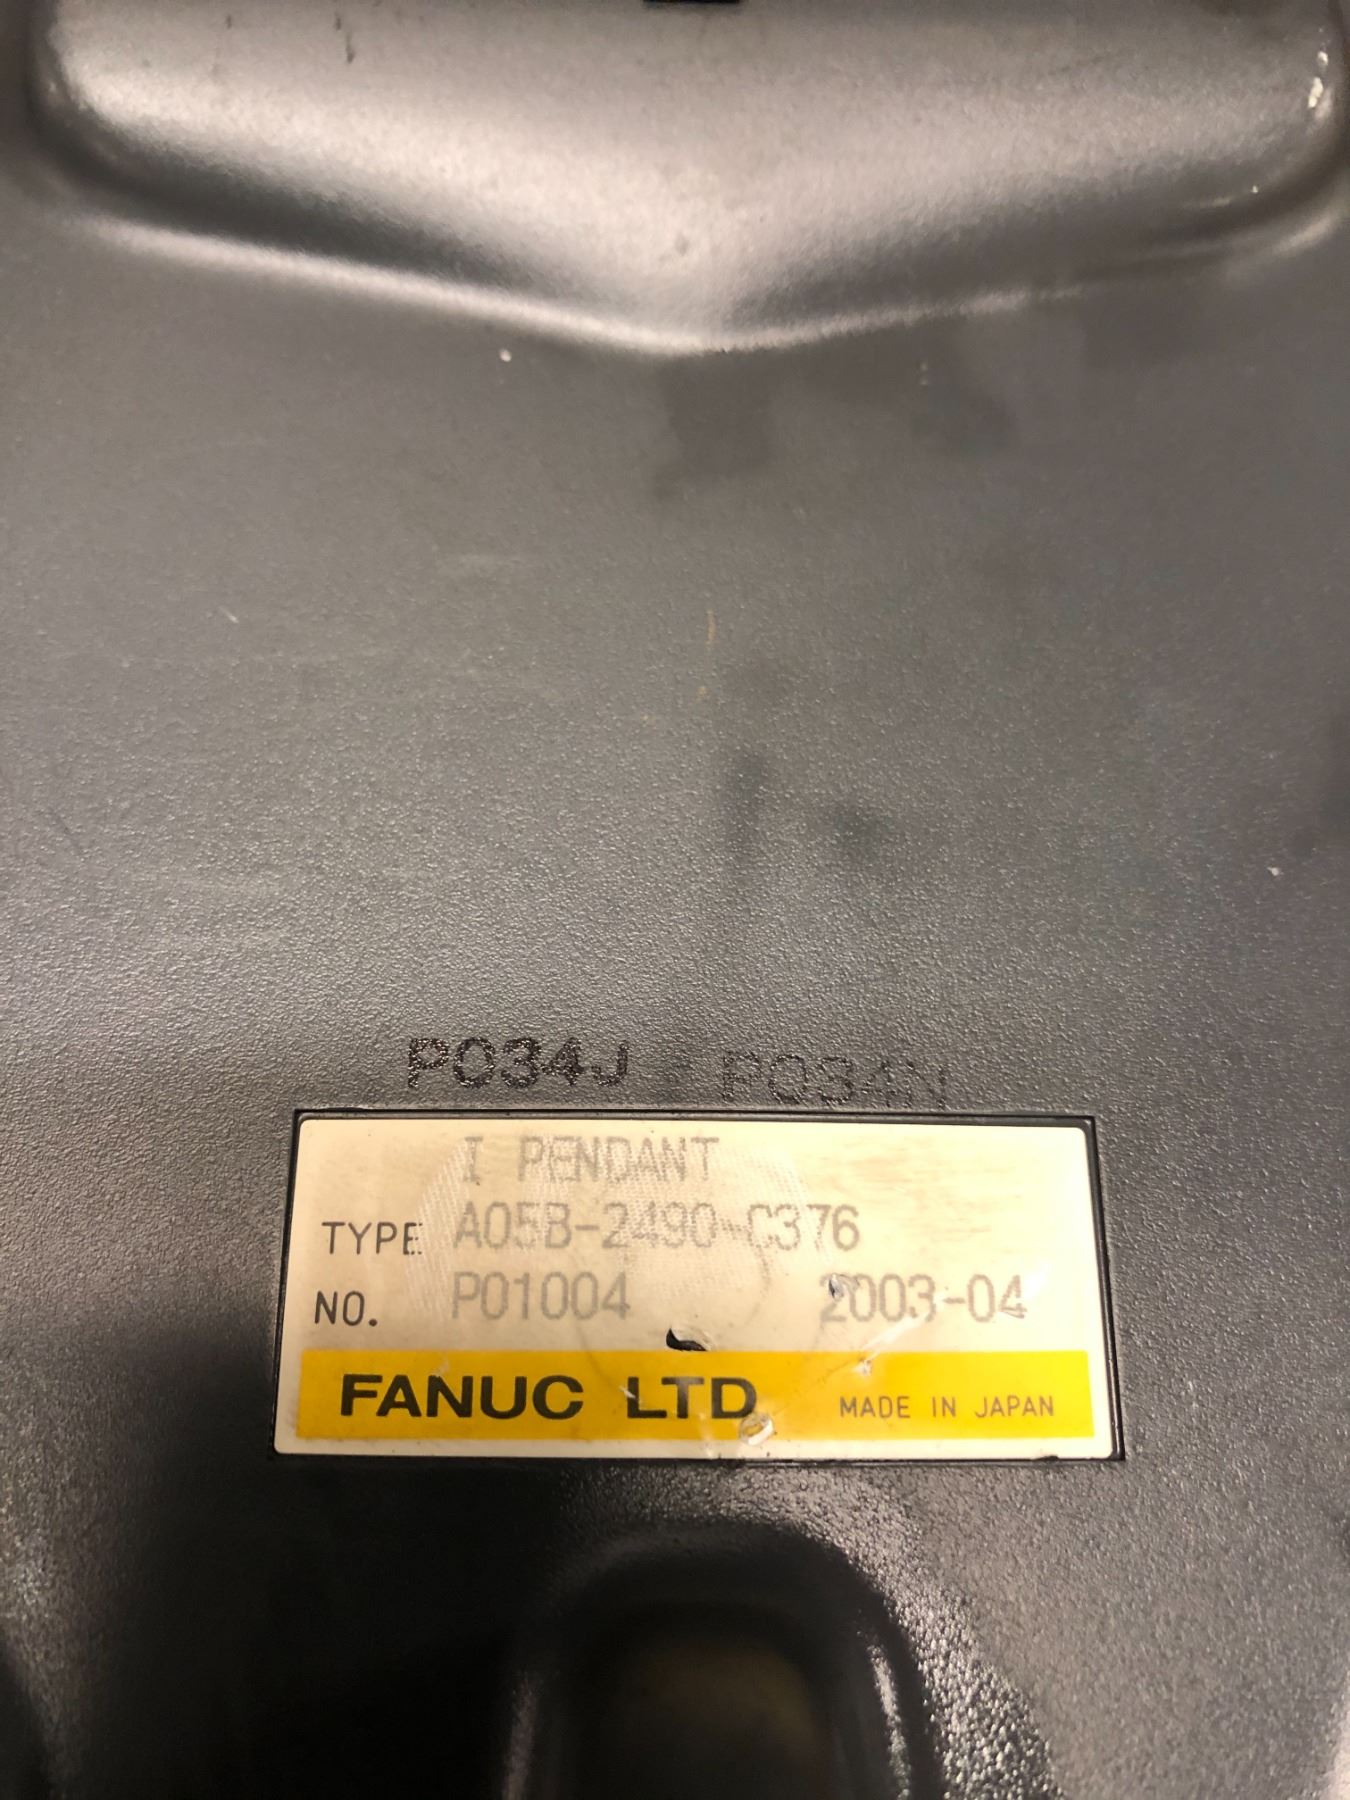 P034J P034N
I PENDANT
TYPE A05B-2490-C376
NO. P01004 2003-04
FANUC LTD MADE IN JAPAN